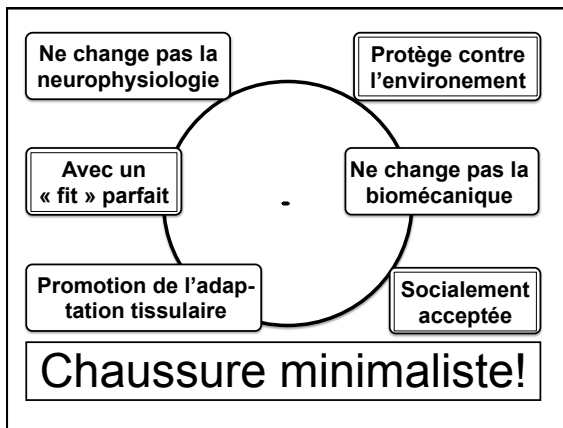 Ne change pas la
neurophysiologie
Protège contre
l’environement
Avec un
« fit » parfait
Ne change pas la
biomécanique
-
Promotion de l’adap-
tation tissulaire
Socialement
acceptée
Chaussure minimaliste!